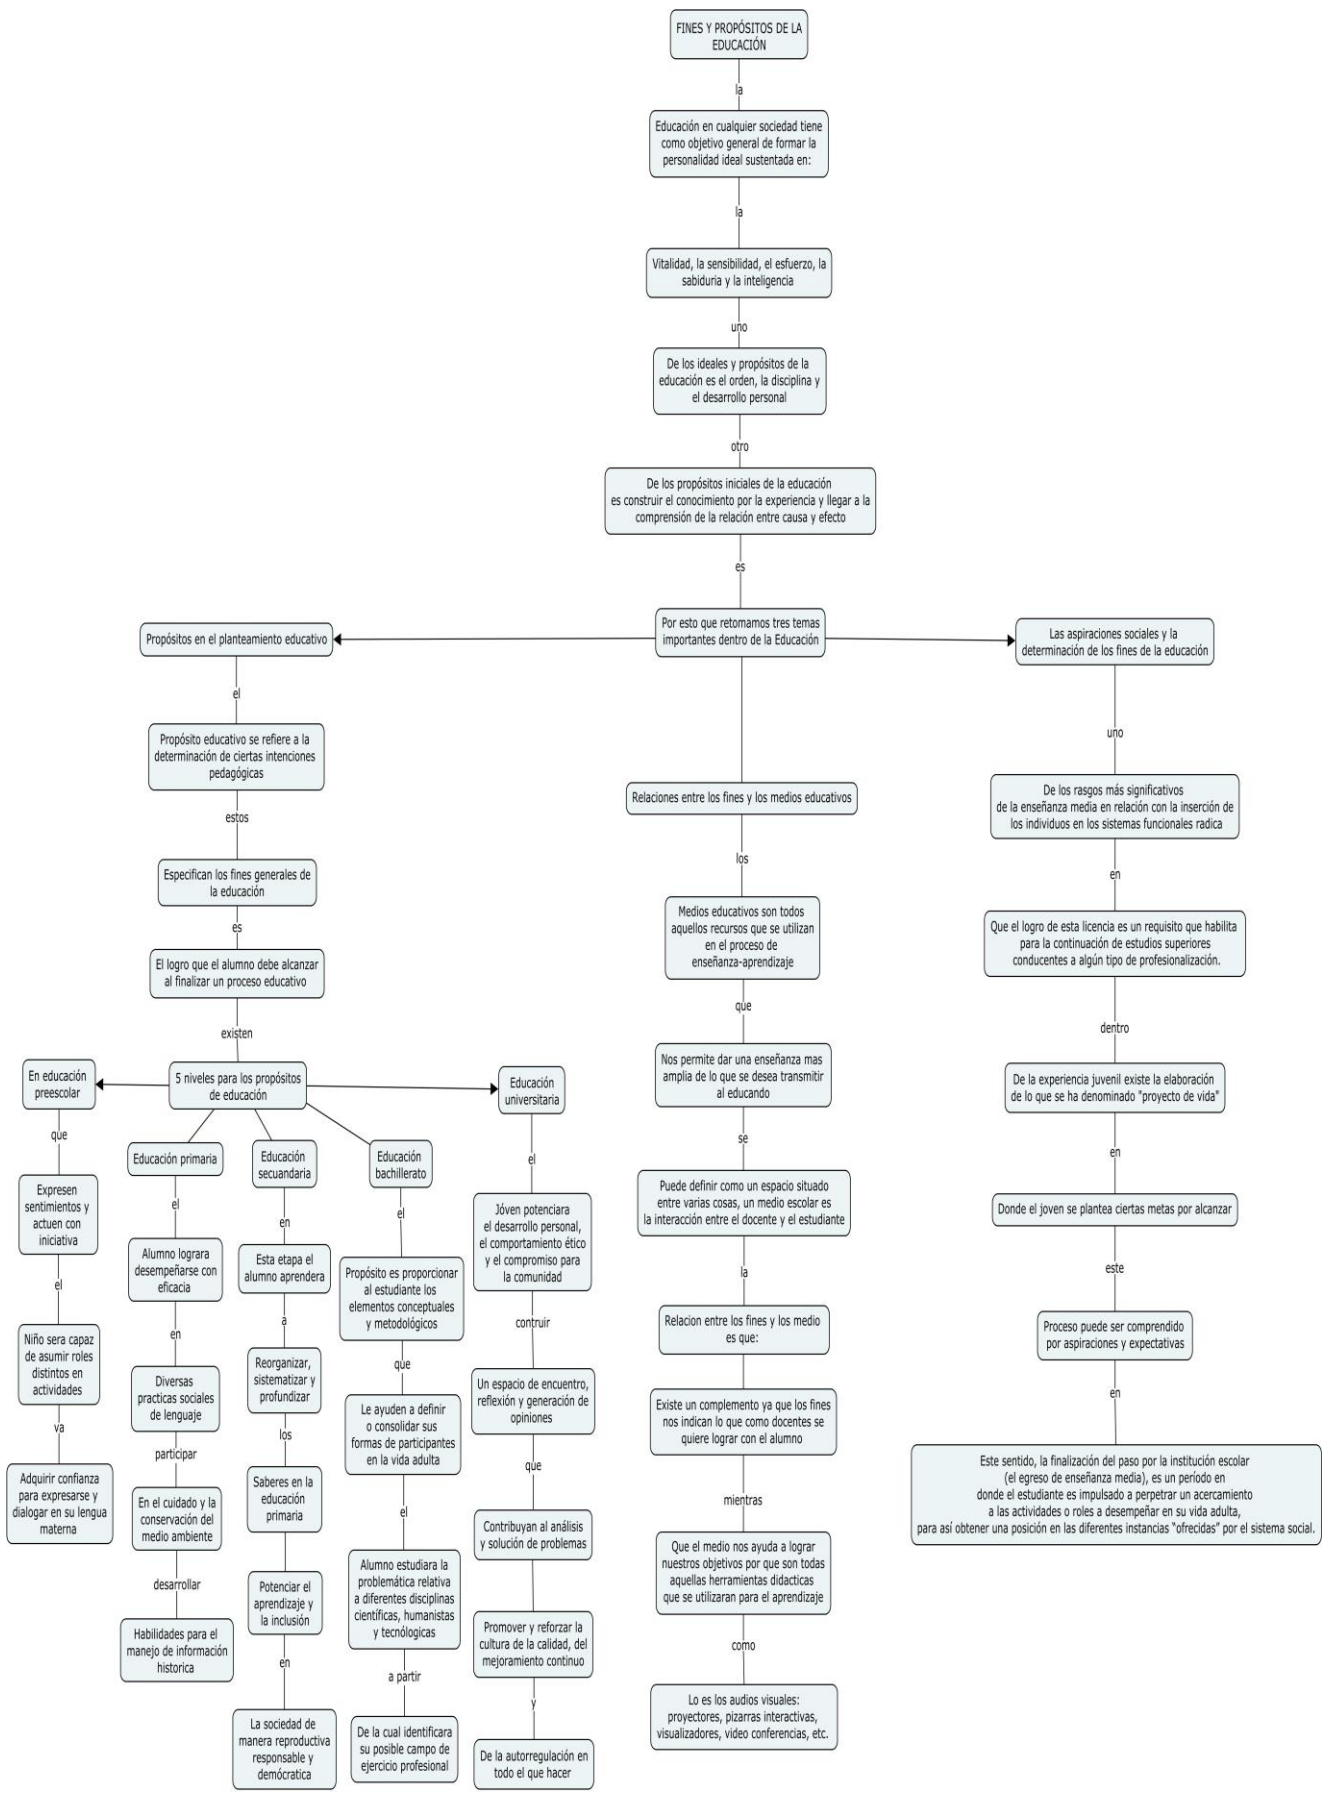 FINES Y PROPÓSITOS DE LA
EDUCACIÓN
la
Educación en cualquier sociedad tiene
como objetivo general de formar la
personalidad ideal sustentada en:
la
Vitalidad, la sensibilidad, el esfuerzo, la
sabiduria y la inteligencia
uno
De los ideales y propósitos de la
educación es el orden, la disciplina y
el desarrollo personal
otro
De los propósitos iniciales de la educación
es construir el conocimiento por la experiencia y llegar a la
comprensión de la relación entre causa y efecto
es
Por esto que retomamos tres temas
importantes dentro de la Educación
Propósitos en el planteamiento educativo
el
Propósito educativo se refiere a la
determinación de ciertas intenciones
pedagógicas
estos
Especifican los fines generales de
la educación
es
El logro que el alumno debe alcanzar
al finalizar un proceso educativo
existen
5 niveles para los propósitos
de educación
En educación
preescolar
que
Expresen
sentimientos y
actuen con
iniciativa
el
Niño sera capaz
de asumir roles
distintos en
actividades
va
Adquirir confianza
para expresarse y
dialogar en su lengua
materna
Educación primaria
el
Alumno lograra
desempeñarse con
eficacia
en
Diversas
practicas sociales
de lenguaje
participar
En el cuidado y la
conservación del
medio ambiente
desarrollar
Habilidades para el
manejo de información
historica
Educación
secuandaria
en
Esta etapa el
alumno aprendera
a
Reorganizar,
sistematizar y
profundizar
los
Saberes en la
educación
primaria
Potenciar el
aprendizaje y
la inclusión
en
La sociedad de
manera reproductiva
responsable y
demócratica
Educación
bachillerato
el
Propósito es proporcionar
al estudiante los
elementos conceptuales
y metodológicos
que
Le ayuden a definir
o consolidar sus
formas de participantes
en la vida adulta
el
Alumno estudiara la
problemática relativa
a diferentes disciplinas
científicas, humanistas
y tecnólogicas
a partir
De la cual identificara
su posible campo de
ejercicio profesional
Educación
universitaria
el
Jóven potenciara
el desarrollo personal,
el comportamiento ético
y el compromiso para
la comunidad
contruir
Un espacio de encuentro,
reflexión y generación de
opiniones
que
Contribuyan al análisis
y solución de problemas
Promover y reforzar la
cultura de la calidad, del
mejoramiento continuo
y
De la autorregulación en
todo el que hacer
Relaciones entre los fines y los medios educativos
los
Medios educativos son todos
aquellos recursos que se utilizan
en el proceso de
enseñanza-aprendizaje
que
Nos permite dar una enseñanza mas
amplia de lo que se desea transmitir
al educando
se
Puede definir como un espacio situado
entre varias cosas, un medio escolar es
la interacción entre el docente y el estudiante
la
Relacion entre los fines y los medio
es que:
Existe un complemento ya que los fines
nos indican lo que como docentes se
quiere lograr con el alumno
mientras
Que el medio nos ayuda a lograr
nuestros objetivos por que son todas
aquellas herramientas didacticas
que se utilizaran para el aprendizaje
como
Lo es los audios visuales:
proyectores, pizarras interactivas,
visualizadores, video conferencias, etc.
Las aspiraciones sociales y la
determinación de los fines de la educación
uno
De los rasgos más significativos
de la enseñanza media en relación con la inserción de
los individuos en los sistemas funcionales radica
en
Que el logro de esta licencia es un requisito que habilita
para la continuación de estudios superiores
conducentes a algún tipo de profesionalización.
dentro
De la experiencia juvenil existe la elaboración
de lo que se ha denominado "proyecto de vida"
en
Donde el joven se plantea ciertas metas por alcanzar
este
Proceso puede ser comprendido
por aspiraciones y expectativas
en
Este sentido, la finalización del paso por la institución escolar
(el egreso de enseñanza media), es un período en
donde el estudiante es impulsado a perpetrar un acercamiento
a las actividades o roles a desempeñar en su vida adulta,
para así obtener una posición en las diferentes instancias “ofrecidas” por el sistema social.